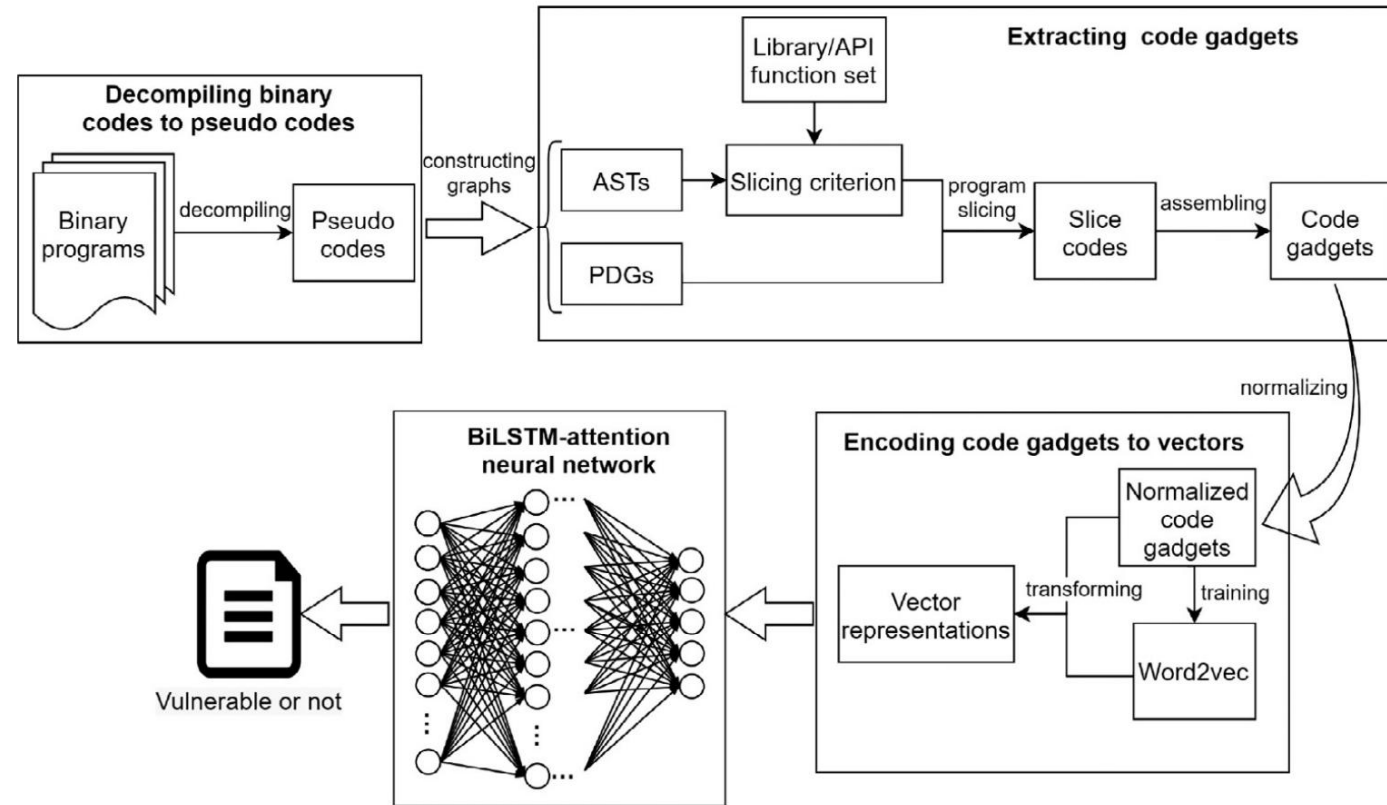 Decompiling binary
codes to pseudo codes
Binary
programs
decompiling
Pseudo
codes
constructing
graphs
Extracting code gadgets
Library/API
function set
ASTs
Slicing criterion
PDGs
program
slicing
Slice
codes
assembling
Code
gadgets
normalizing
Encoding code gadgets to vectors
Normalized
code
gadgets
transforming
training
Vector
representations
Word2vec
BiLSTM-attention
neural network
...
...
...
...
...
...
Vulnerable or not